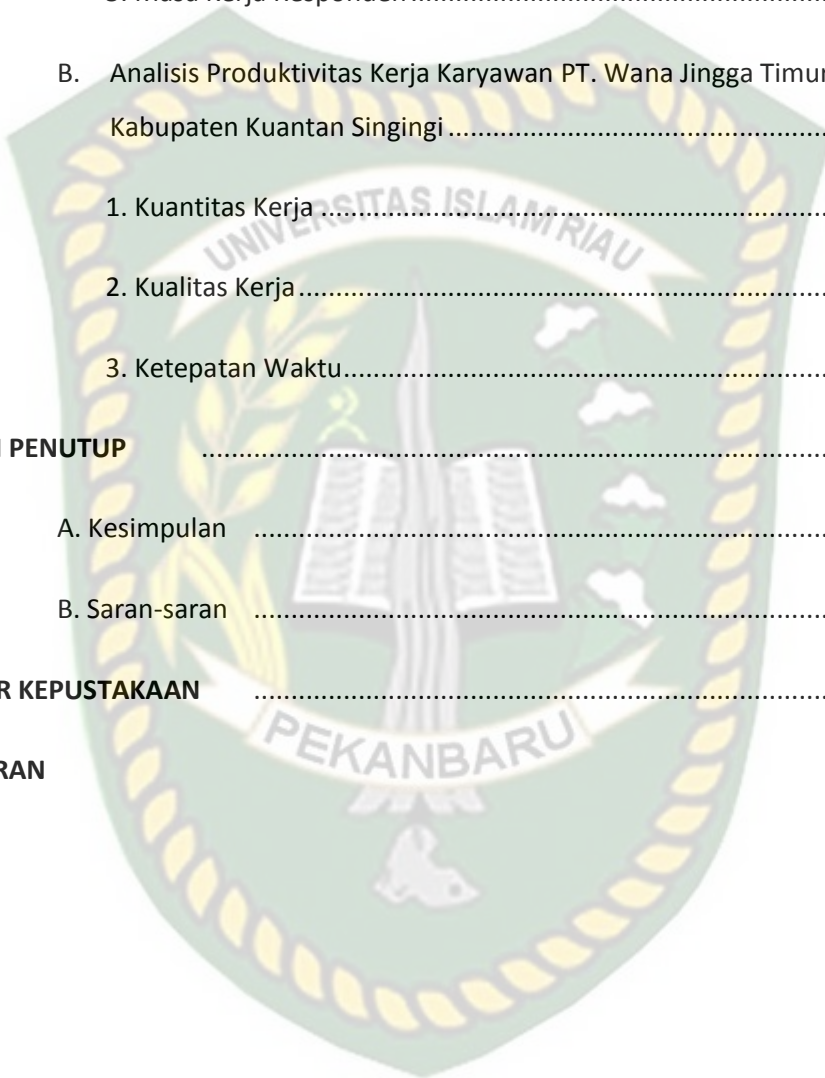 B. Analisis Produktivitas Kerja Karyawan PT. Wana Jingga Timur
Kabupaten Kuantan Singingi ........................................................
1. Kuantitas Kerja ........................................................................
UNIVERSITAS ISLAM RIAU
2. Kualitas Kerja............................................................................
3. Ketepatan Waktu......................................................................
PENUTUP ....................................................................................
A. Kesimpulan ................................................................................
B. Saran-saran ................................................................................
KEPUSTAKAAN ................................................................................
PEKANBARU